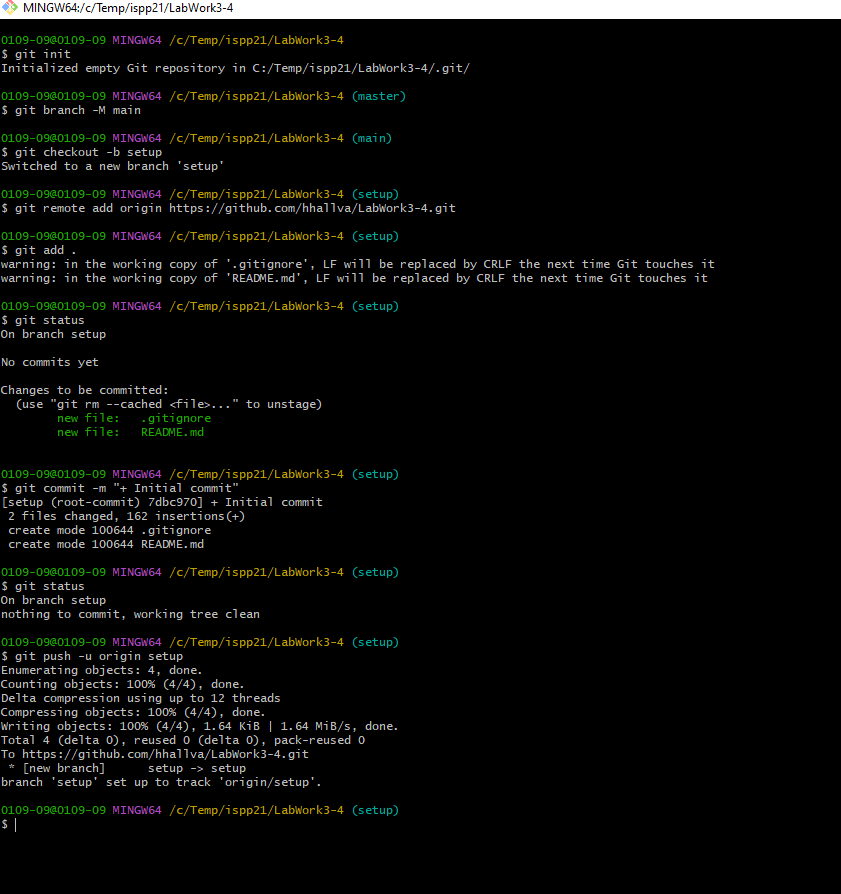 MINGW64:/c/Temp/ispp21/LabWork3-4
0109-09@0109-09 MINGW64 /c/Temp/ispp21/LabWork3-4
$ git init
Initialized empty Git repository in C:/Temp/ispp21/LabWork3-4/.git/
0109-09@0109-09 MINGW64 /c/Temp/ispp21/LabWork3-4 (master)
$ git branch -M main
0109-09@0109-09 MINGW64 /c/Temp/ispp21/LabWork3-4 (main)
$ git checkout -b setup
Switched to a new branch 'setup'
0109-09@0109-09 MINGW64 /c/Temp/ispp21/LabWork3-4 (setup)
$ git remote add origin https://github.com/hhallva/LabWork3-4.git
0109-09@0109-09 MINGW64 /c/Temp/ispp21/LabWork3-4 (setup)
$ git add .
warning: in the working copy of '.gitignore', LF will be replaced by CRLF the next time Git touches it
warning: in the working copy of 'README.md', LF will be replaced by CRLF the next time Git touches it
0109-09@0109-09 MINGW64 /c/Temp/ispp21/LabWork3-4 (setup)
$ git status
On branch setup
No commits yet
Changes to be committed:
  (use "git rm --cached <file>..." to unstage)
        new file:   .gitignore
        new file:   README.md
0109-09@0109-09 MINGW64 /c/Temp/ispp21/LabWork3-4 (setup)
$ git commit -m "+ Initial commit"
[setup (root-commit) 7dbc970] + Initial commit
 2 files changed, 162 insertions(+)
 create mode 100644 .gitignore
 create mode 100644 README.md
0109-09@0109-09 MINGW64 /c/Temp/ispp21/LabWork3-4 (setup)
$ git status
On branch setup
nothing to commit, working tree clean
0109-09@0109-09 MINGW64 /c/Temp/ispp21/LabWork3-4 (setup)
$ git push -u origin setup
Enumerating objects: 4, done.
Counting objects: 100% (4/4), done.
Delta compression using up to 12 threads
Compressing objects: 100% (4/4), done.
Writing objects: 100% (4/4), 1.64 KiB | 1.64 MiB/s, done.
Total 4 (delta 0), reused 0 (delta 0), pack-reused 0
To https://github.com/hhallva/LabWork3-4.git
 * [new branch]      setup -> setup
branch 'setup' set up to track 'origin/setup'.
0109-09@0109-09 MINGW64 /c/Temp/ispp21/LabWork3-4 (setup)
$